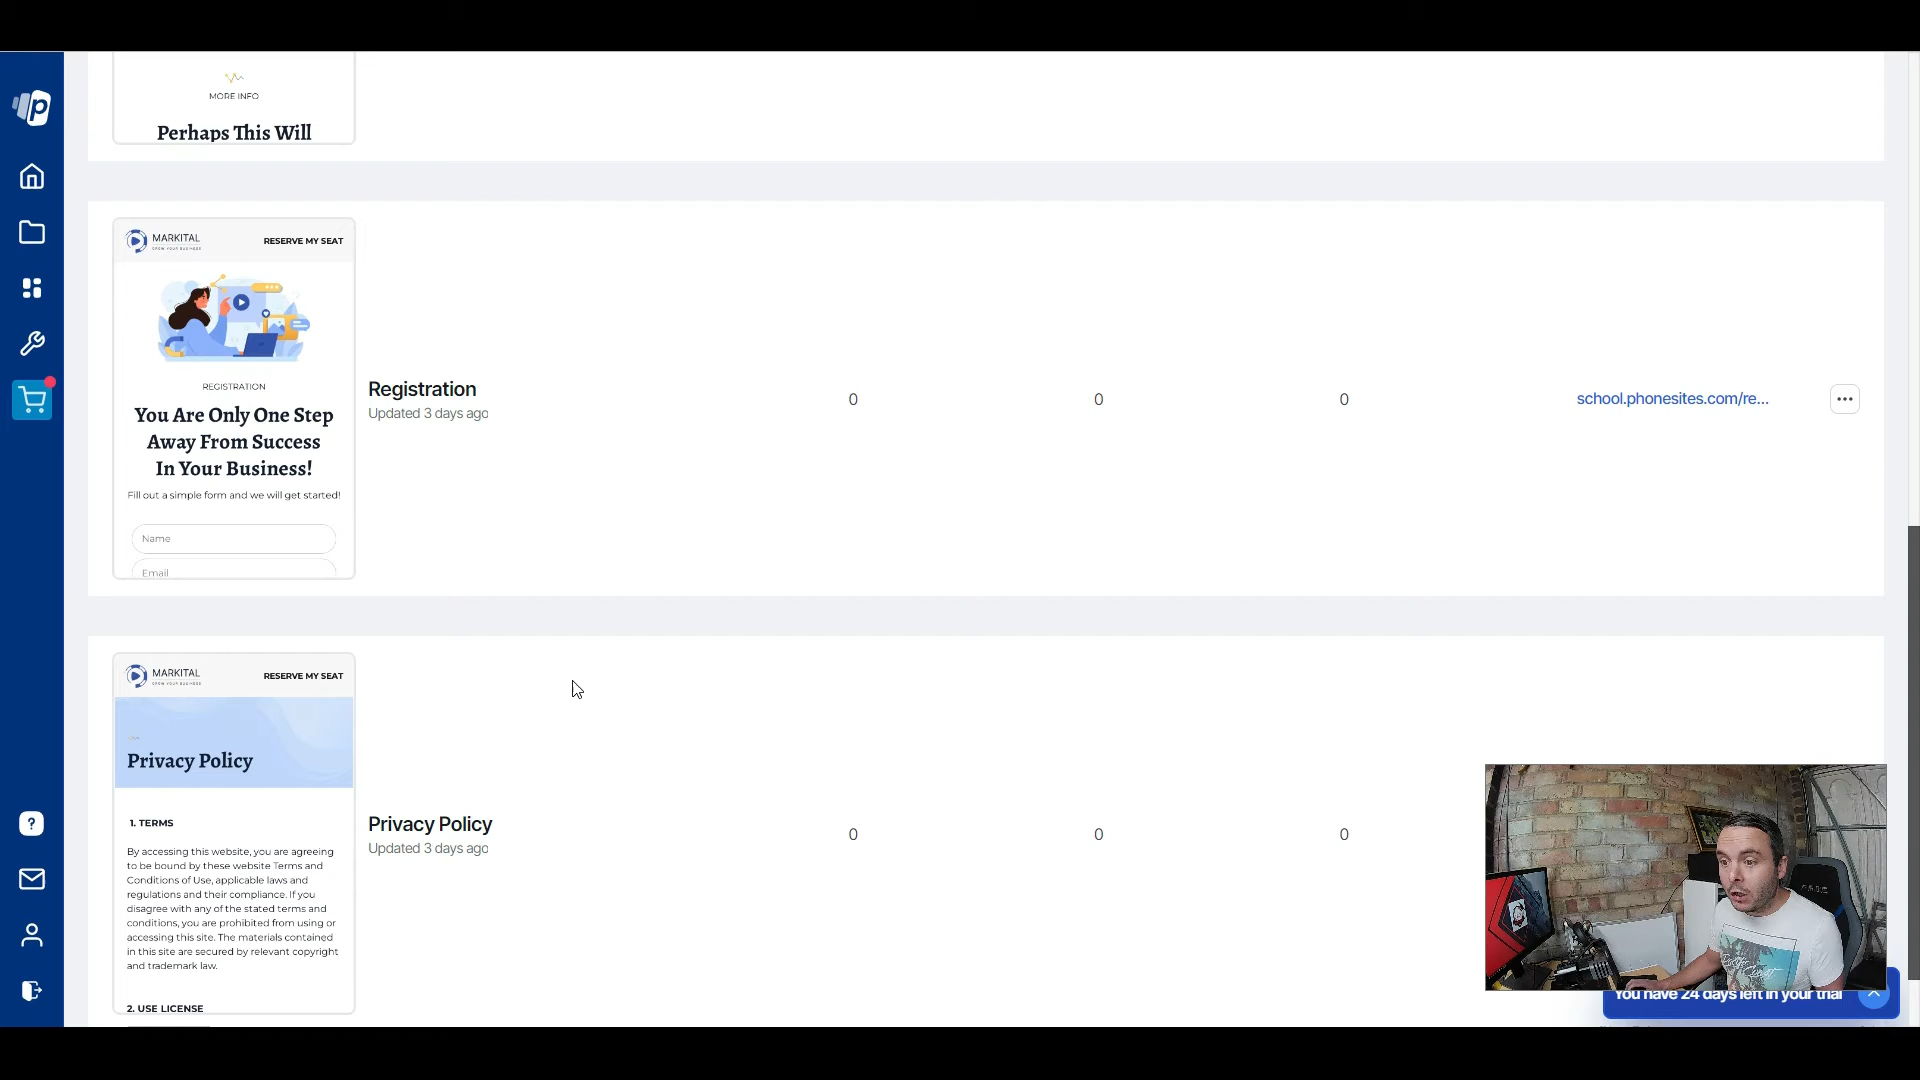 MORE INFO
Perhaps This Will
MARKITAL
GROW YOUR BUSINESS
RESERVE MY SEAT
REGISTRATION
You Are Only One Step
Away From Success
In Your Business!
Fill out a simple form and we will get started!
Name
Email
Registration
Updated 3 days ago
0
0
0
school.phonesites.com/re...
MARKITAL
GROW YOUR BUSINESS
RESERVE MY SEAT
Privacy Policy
1. TERMS
By accessing this website, you are agreeing
to be bound by these website Terms and
Conditions of Use, applicable laws and
regulations and their compliance. If you
disagree with any of the stated terms and
conditions, you are prohibited from using or
accessing this site. The materials contained
in this site are secured by relevant copyright
and trademark law.
2. USE LICENSE
Privacy Policy
Updated 3 days ago
0
0
0
You have 24 days left in your trial